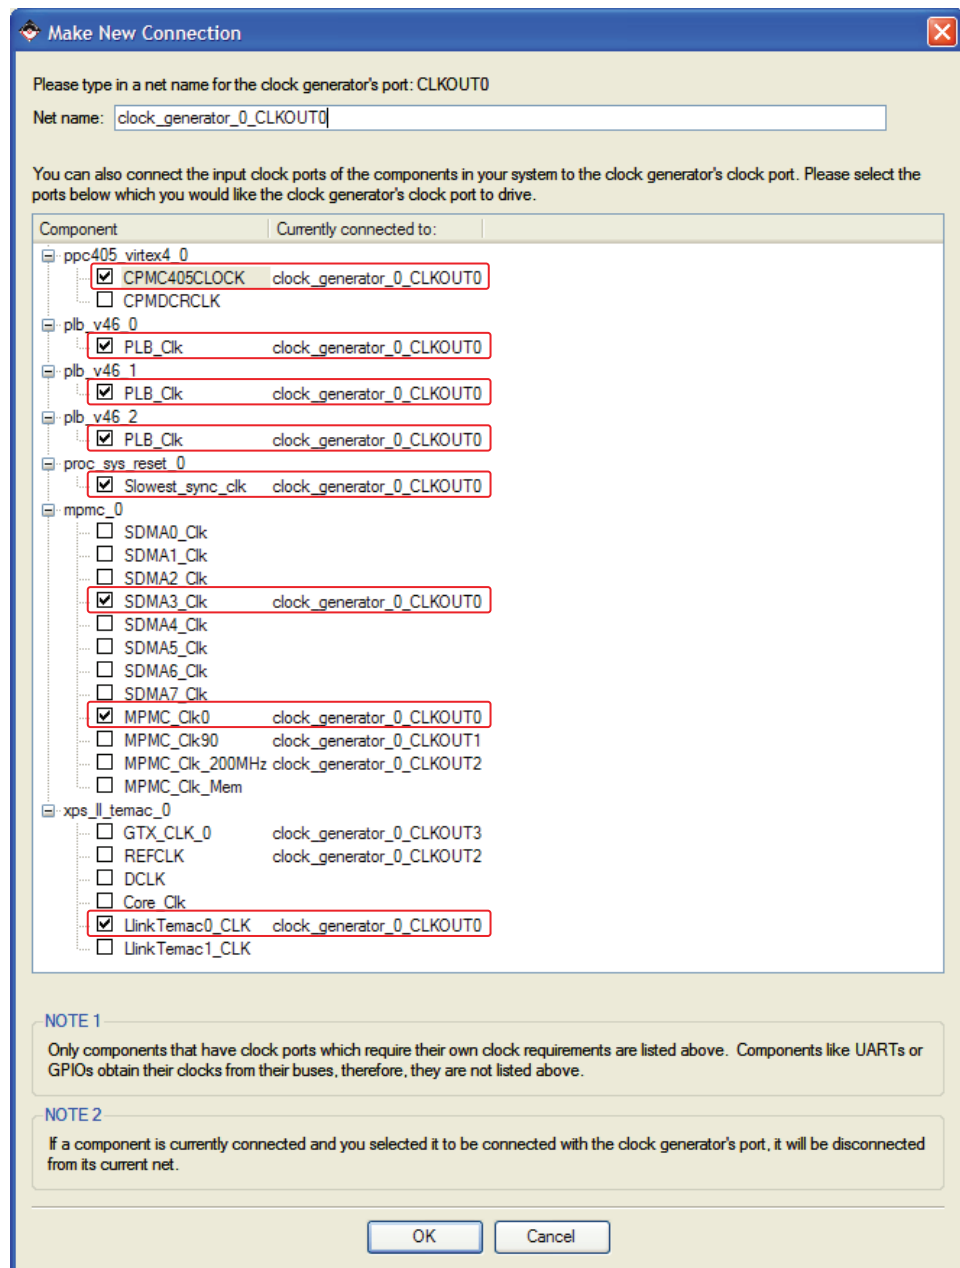 Make New Connection
Please type in a net name for the clock generator's port: CLKOUT0
Net name: clock_generator_0_CLKOUT0
You can also connect the input clock ports of the components in your system to the clock generator's clock port. Please select the
ports below which you would like the clock generator's clock port to drive.
Component Currently connected to:
ppc405_virtex4_0
CPMC405CLOCK clock_generator_0_CLKOUT0
CPMDCRCLK
plb_v46_0
PLB_Clk clock_generator_0_CLKOUT0
plb_v46_1
PLB_Clk clock_generator_0_CLKOUT0
plb_v46_2
PLB_Clk clock_generator_0_CLKOUT0
proc_sys_reset_0
Slowest_sync_clk clock_generator_0_CLKOUT0
mpmc_0
SDMA0_Clk
SDMA1_Clk
SDMA2_Clk
SDMA3_Clk clock_generator_0_CLKOUT0
SDMA4_Clk
SDMA5_Clk
SDMA6_Clk
SDMA7_Clk
MPMC_Clk0 clock_generator_0_CLKOUT0
MPMC_Clk90 clock_generator_0_CLKOUT1
MPMC_Clk_200MHz clock_generator_0_CLKOUT2
MPMC_Clk_Mem
xps_ll_temac_0
GTX_CLK_0 clock_generator_0_CLKOUT3
REFCLK clock_generator_0_CLKOUT2
DCLK
Core_Clk
LlinkTemac0_CLK clock_generator_0_CLKOUT0
LlinkTemac1_CLK
NOTE 1
Only components that have clock ports which require their own clock requirements are listed above. Components like UARTs or
GPIOs obtain their clocks from their buses, therefore, they are not listed above.
NOTE 2
If a component is currently connected and you selected it to be connected with the clock generator's port, it will be disconnected
from its current net.
OK Cancel